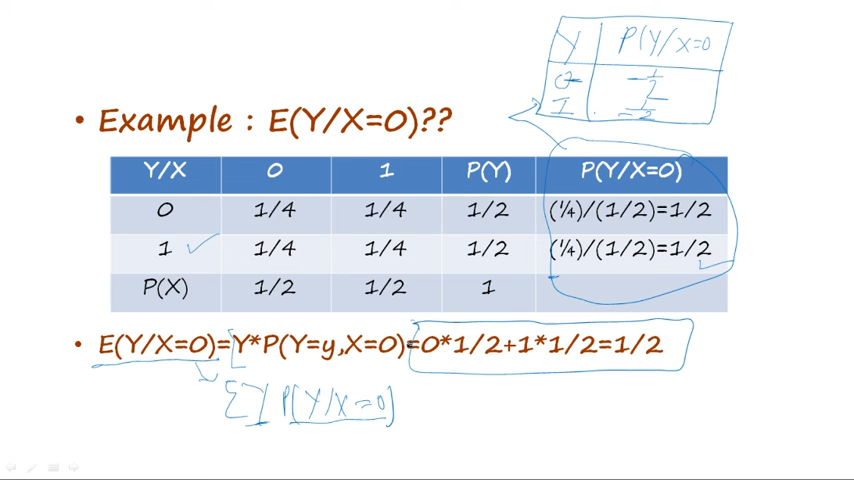 Y P(Y/X=0
0 1/2
1 1/2
• Example : E(Y/X=0)??
Y/X 0 1 P(Y) P(Y/X=0)
0 1/4 1/4 1/2 (¼)/(1/2)=1/2
1 1/4 1/4 1/2 (¼)/(1/2)=1/2
P(X) 1/2 1/2 1
• E(Y/X=0)=Y*P(Y=y,X=0)=0*1/2+1*1/2=1/2
Σ Y P(Y/X=0)